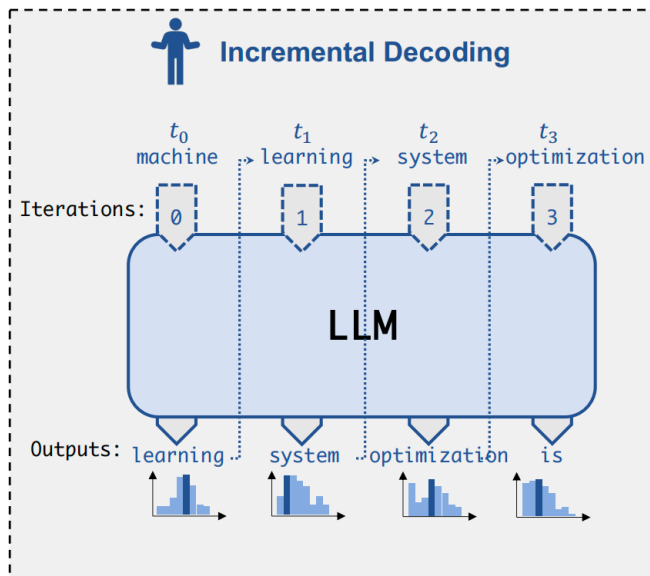 Incremental Decoding
t0 t1 t2 t3
machine learning system optimization
Iterations: 0 1 2 3
LLM
Outputs: learning system optimization is